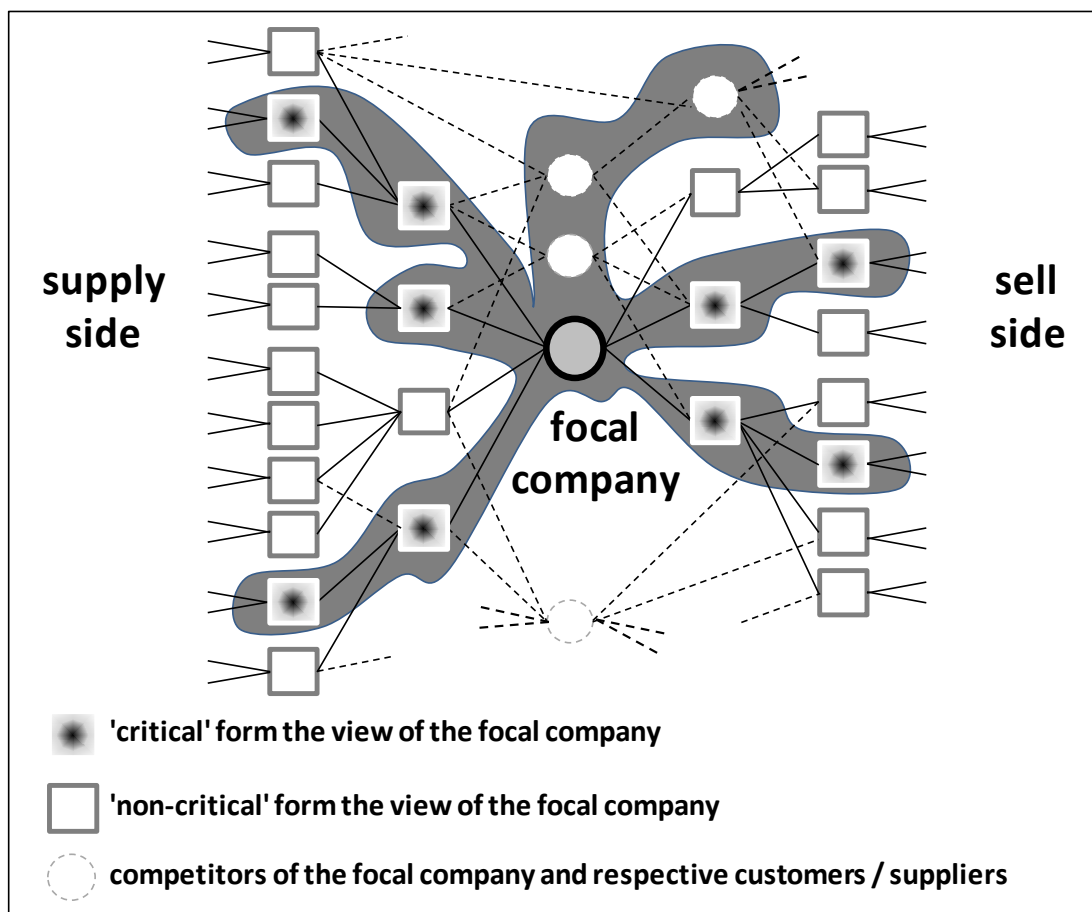 supply
side
sell
side
focal
company
'critical' form the view of the focal company
'non-critical' form the view of the focal company
competitors of the focal company and respective customers / suppliers